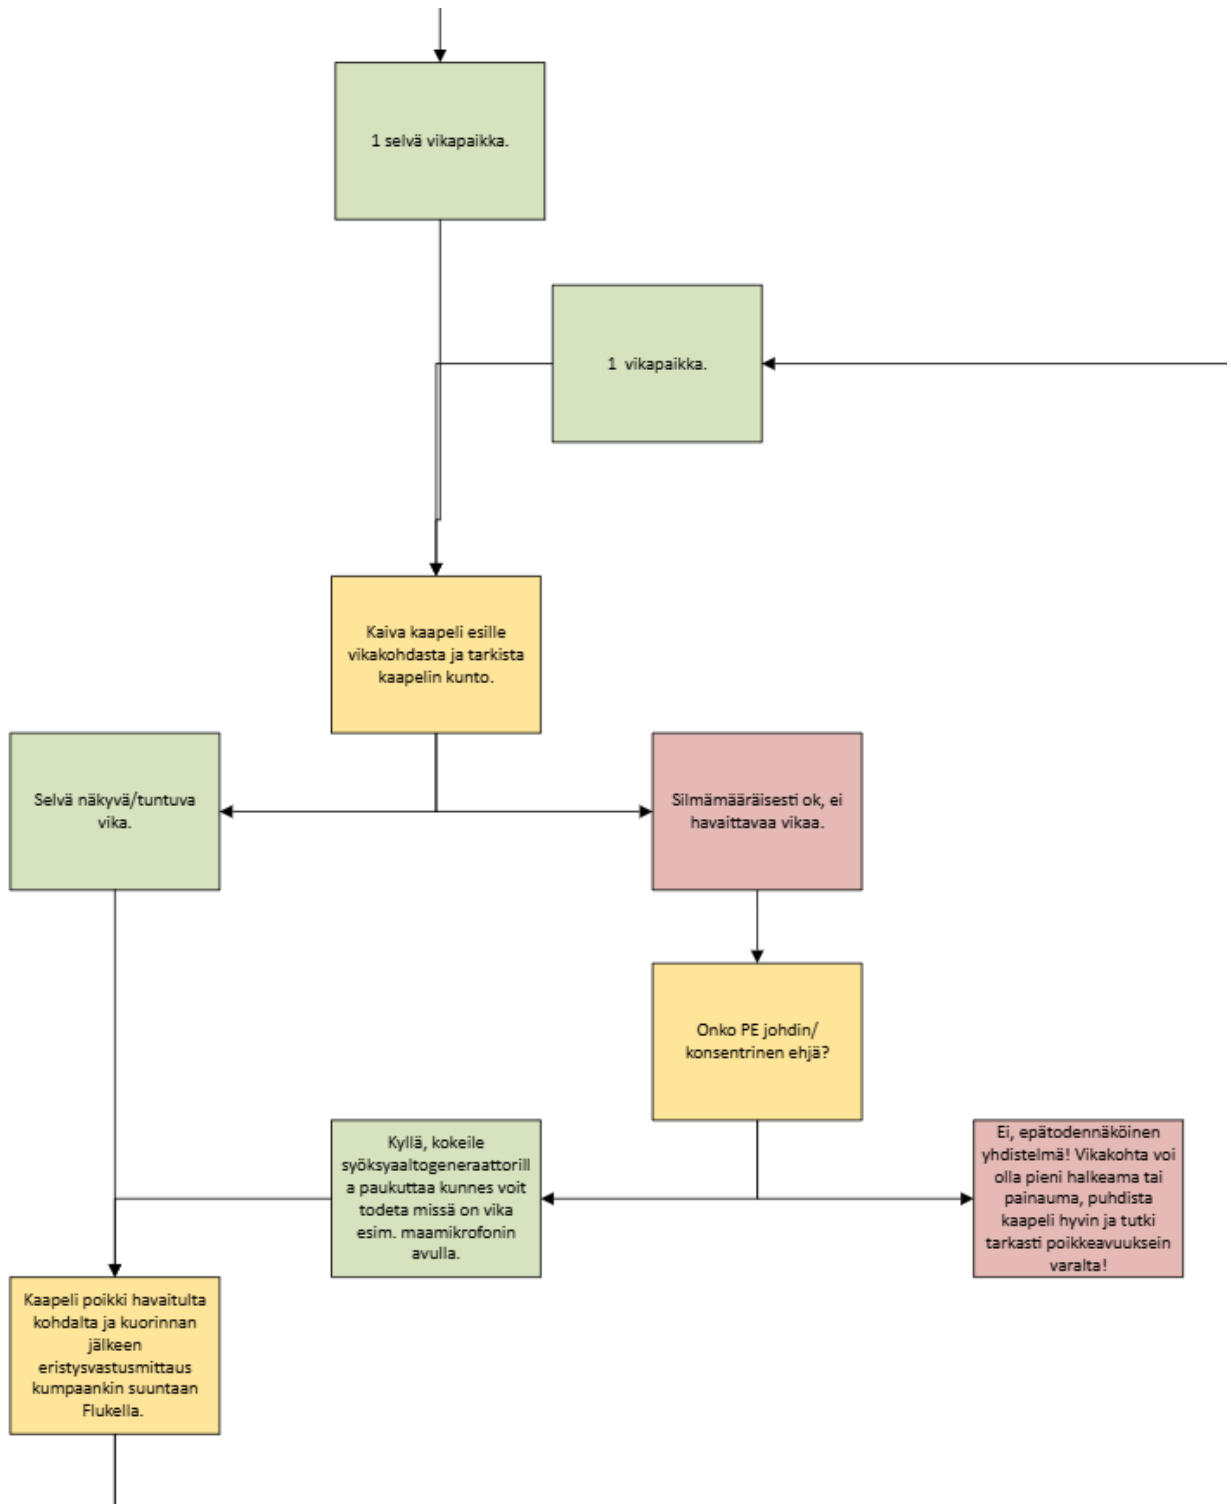 1 selvä vikapaikka.
1 vikapaikka.
Kaiva kaapeli esille
vikakohdasta ja tarkista
kaapelin kunto.
Selvä näkyvä/tuntuva
vika.
Silmämääräisesti ok, ei
havaittavaa vikaa.
Onko PE johdin/
konsentrinen ehjä?
Kyllä, kokeile
syöksyaaltogeneraattorill
a paukuttaa kunnes voit
todeta missä on vika
esim. maamikrofonin
avulla.
Ei, epätodennäköinen
yhdistelmä! Vikakohta voi
olla pieni halkeama tai
painauma, puhdista
kaapeli hyvin ja tutki
tarkasti poikkeavuuksein
varalta!
Kaapeli poikki havaitulta
kohdalta ja kuorinnan
jälkeen
eristysvastusmittaus
kumpaankin suuntaan
Flukella.